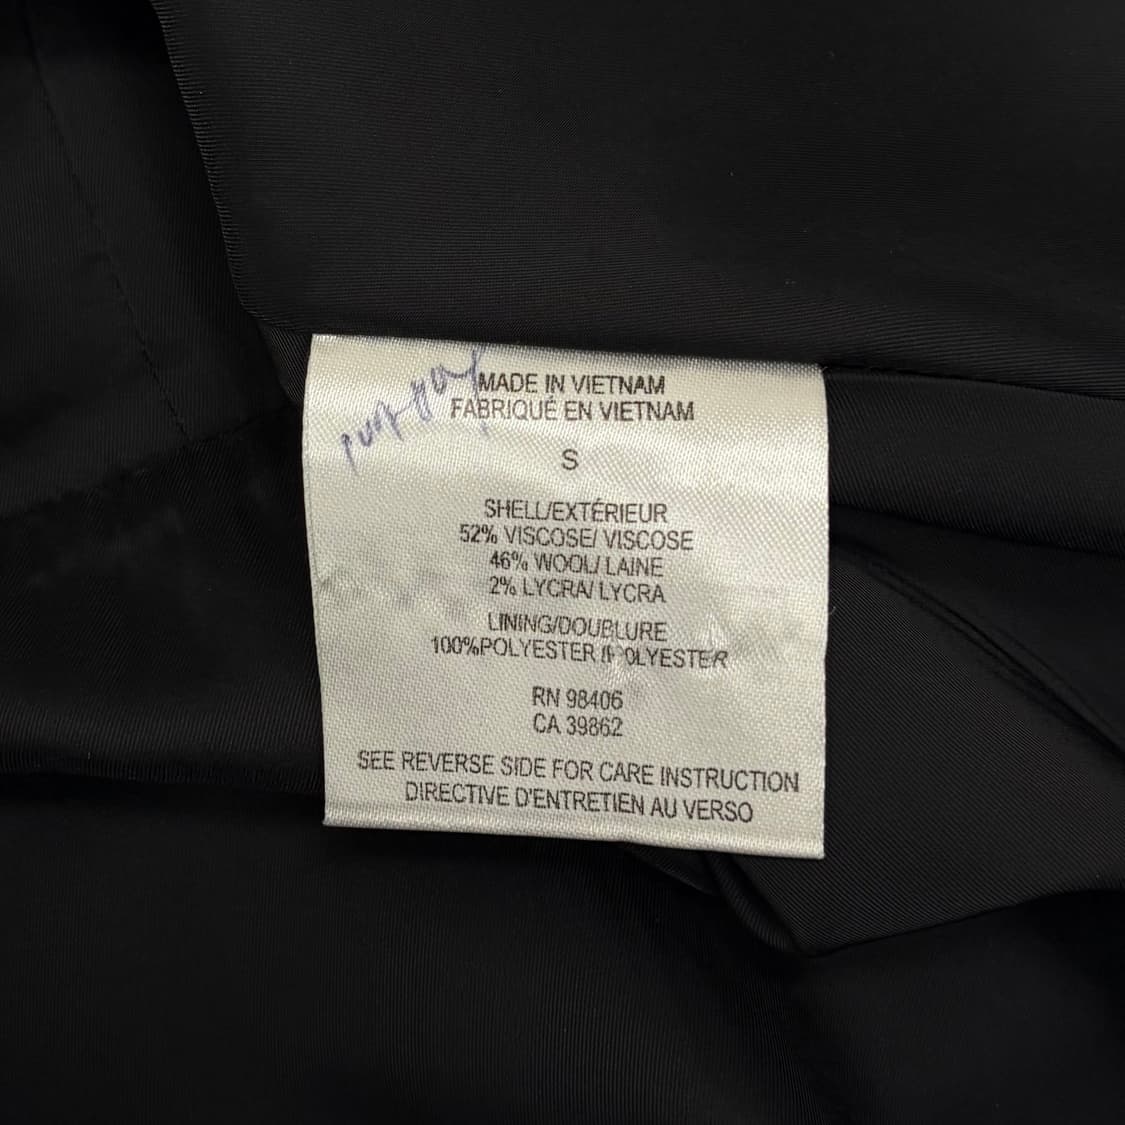 MADE IN VIETNAM
FABRIQUÉ EN VIETNAM
S
SHELL/EXTÉRIEUR
52% VISCOSE/ VISCOSE
46% WOOL/ LAINE
2% LYCRA/ LYCRA
LINING/DOUBLURE
100%POLYESTER /POLYESTER
RN 98406
CA 39862
SEE REVERSE SIDE FOR CARE INSTRUCTION
DIRECTIVE D'ENTRETIEN AU VERSO